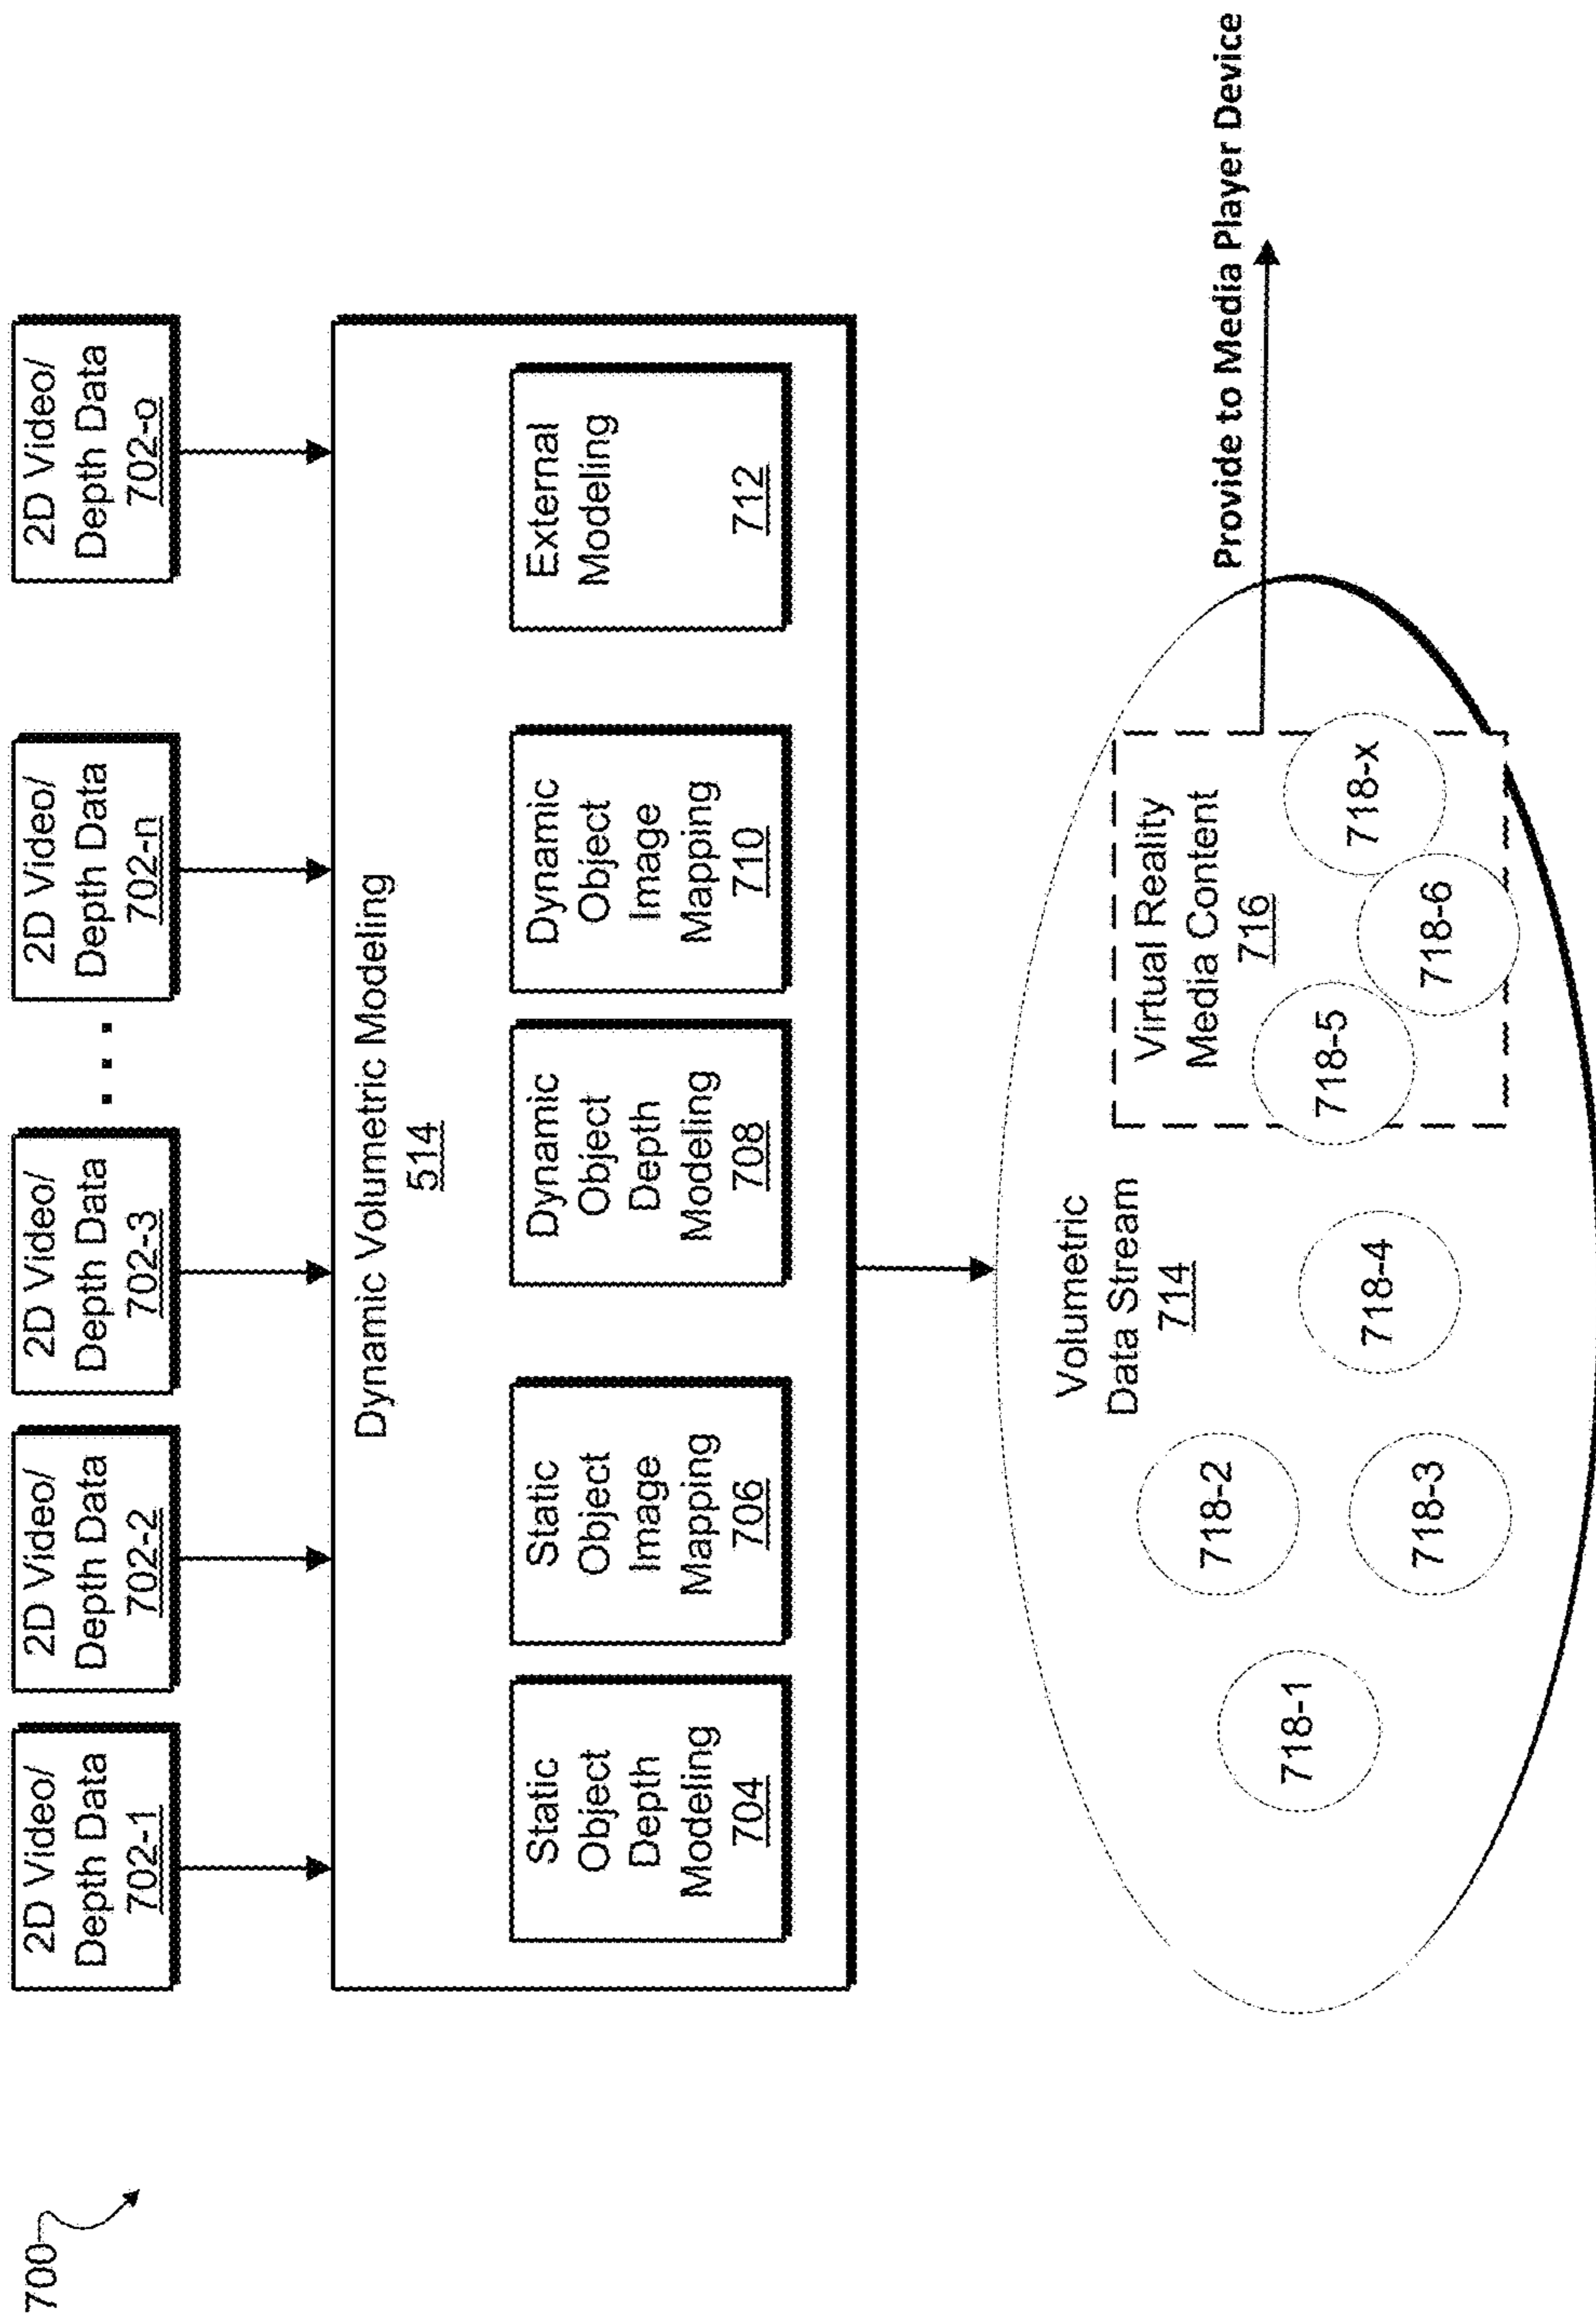 700
2D Video/
Depth Data
702-1
2D Video/
Depth Data
702-2
2D Video/
Depth Data
702-3
. . .
2D Video/
Depth Data
702-n
2D Video/
Depth Data
702-o
Dynamic Volumetric Modeling
514
Static
Object
Depth
Modeling
704
Static
Object
Image
Mapping
706
Dynamic
Object
Depth
Modeling
708
Dynamic
Object
Image
Mapping
710
External
Modeling
712
Volumetric
Data Stream
714
718-1
718-2
718-3
718-4
Virtual Reality
Media Content
716
718-5
718-6
718-x
Provide to Media Player Device